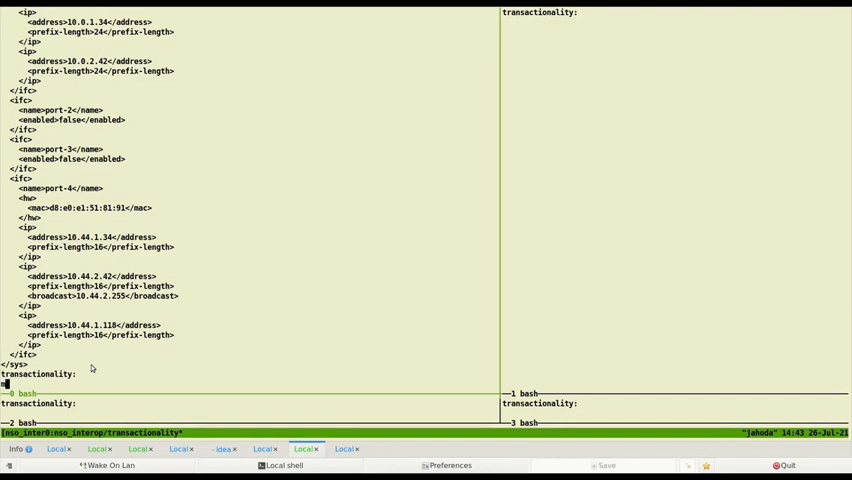 <ip>
<address>10.0.1.34</address>
<prefix-length>24</prefix-length>
</ip>
<ip>
<address>10.0.2.42</address>
<prefix-length>24</prefix-length>
</ip>
</ifc>
<ifc>
<name>port-2</name>
<enabled>false</enabled>
</ifc>
<ifc>
<name>port-3</name>
<enabled>false</enabled>
</ifc>
<ifc>
<name>port-4</name>
<hw>
<mac>d8:e0:e1:51:81:91</mac>
</hw>
<ip>
<address>10.44.1.34</address>
<prefix-length>16</prefix-length>
</ip>
<ip>
<address>10.44.2.42</address>
<prefix-length>16</prefix-length>
<broadcast>10.44.2.255</broadcast>
</ip>
<ip>
<address>10.44.1.118</address>
<prefix-length>16</prefix-length>
</ip>
</ifc>
</sys>
transactionality:
m
0 bash
transactionality:
1 bash
transactionality:
2 bash
transactionality:
3 bash
[nso_inter0:nso_interop/transactionality* "jahoda" 14:43 26-Jul-21
Info Local× Local× Local× Local× - idea× Local× Local× Local×
Wake On Lan Local shell Preferences Save Quit